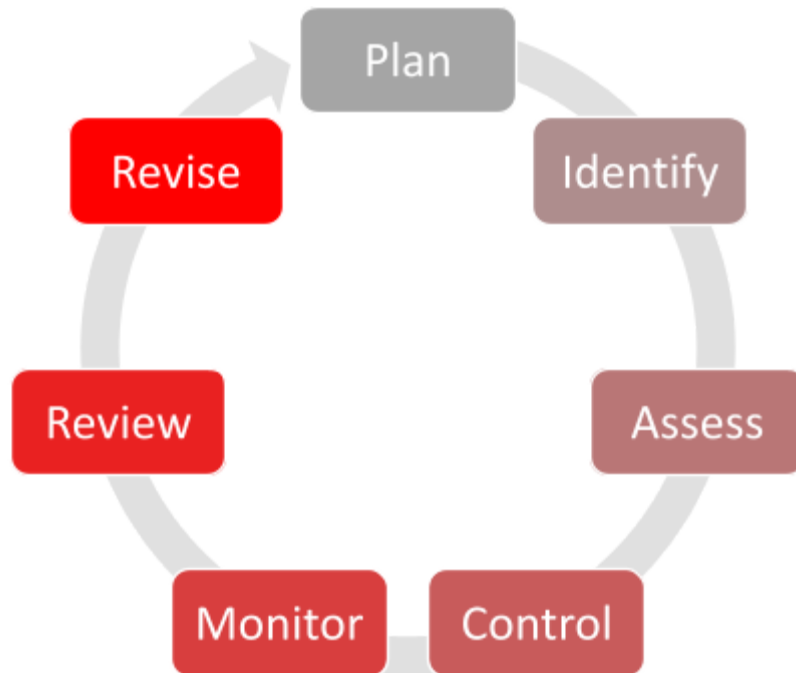 Plan
Identify
Assess
Control
Monitor
Review
Revise